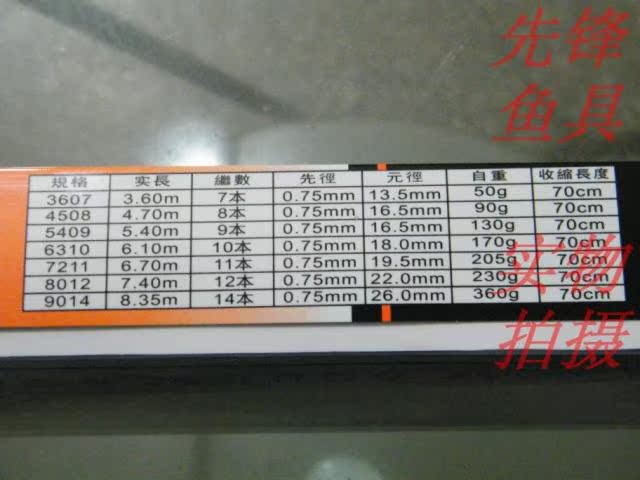 先锋
鱼具
規格 实長 繼數 先徑 元徑 自重 收缩長度
3607 3.60m 7本 0.75mm 13.5mm 50g 70cm
4508 4.70m 8本 0.75mm 16.5mm 90g 70cm
5409 5.40m 9本 0.75mm 16.5mm 130g 70cm
6310 6.10m 10本 0.75mm 18.0mm 170g 70cm
7211 6.70m 11本 0.75mm 19.5mm 205g 70cm
8012 7.40m 12本 0.75mm 22.0mm 230g 70cm
9014 8.35m 14本 0.75mm 26.0mm 360g 70cm
实物
拍摄